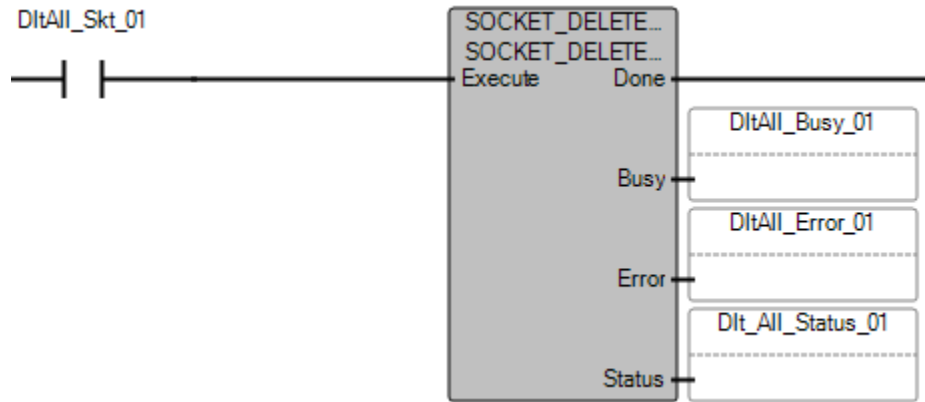 DltAll_Skt_01
SOCKET_DELETE...
SOCKET_DELETE...
Execute Done
DltAll_Busy_01
Busy
DltAll_Error_01
Error
Dlt_All_Status_01
Status